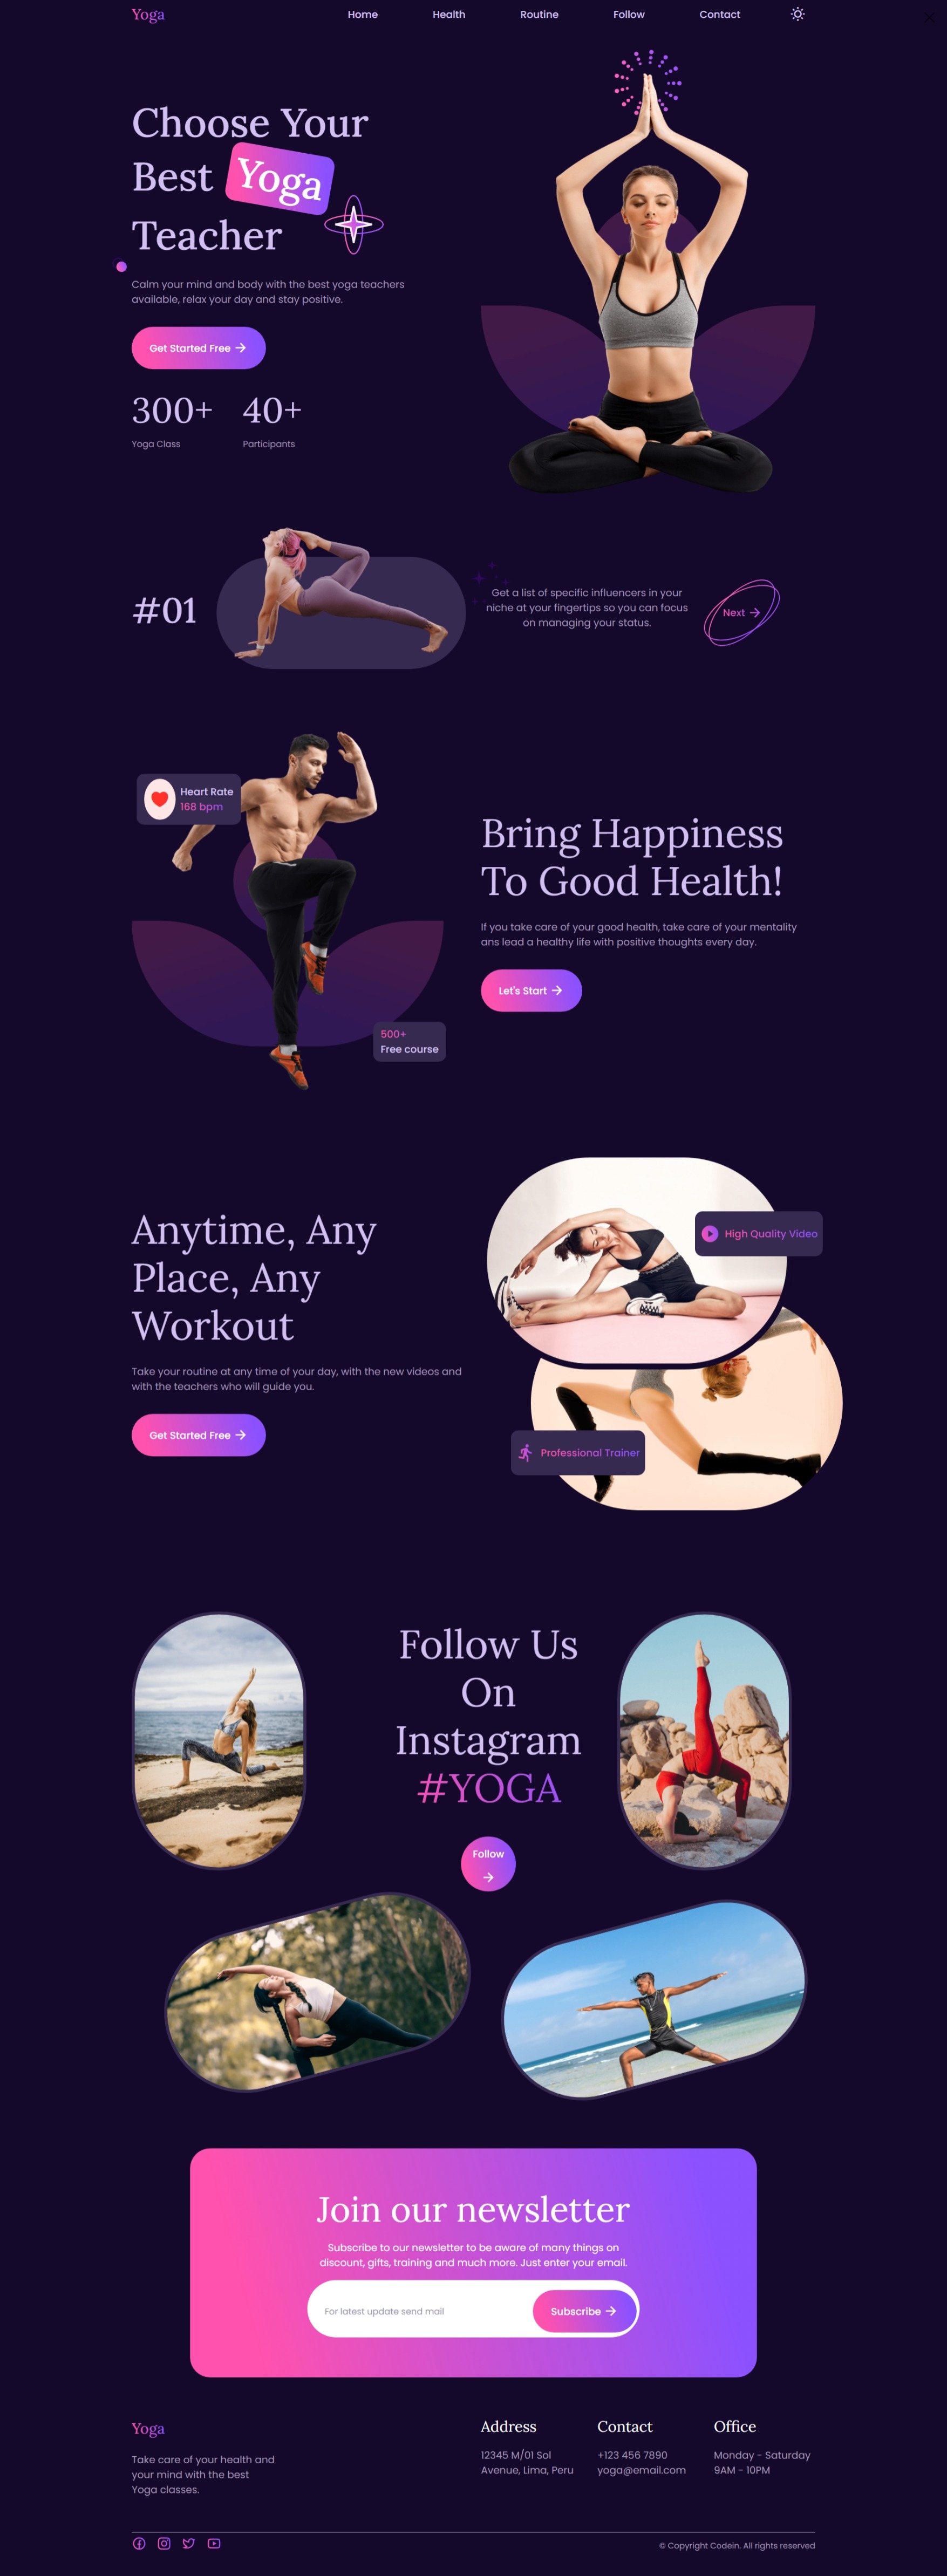 Yoga
Home
Health
Routine
Follow
Contact
Choose Your
Best Yoga
Teacher
Calm your mind and body with the best yoga teachers
available, relax your day and stay positive.
Get Started Free
300+
Yoga Class
40+
Participants
#01
Get a list of specific influencers in your
niche at your fingertips so you can focus
on managing your status.
Next
Heart Rate
168 bpm
500+
Free course
Bring Happiness
To Good Health!
If you take care of your good health, take care of your mentality
ans lead a healthy life with positive thoughts every day.
Let's Start
Anytime, Any
Place, Any
Workout
Take your routine at any time of your day, with the new videos and
with the teachers who will guide you.
Get Started Free
High Quality Video
Professional Trainer
Follow Us
On
Instagram
#YOGA
Follow
Join our newsletter
Subscribe to our newsletter to be aware of many things on
discount, gifts, training and much more. Just enter your email.
For latest update send mail
Subscribe
Yoga
Take care of your health and
your mind with the best
Yoga classes.
Address
12345 M/01 Sol
Avenue, Lima, Peru
Contact
+123 456 7890
yoga@email.com
Office
Monday - Saturday
9AM - 10PM
© Copyright Codein. All rights reserved